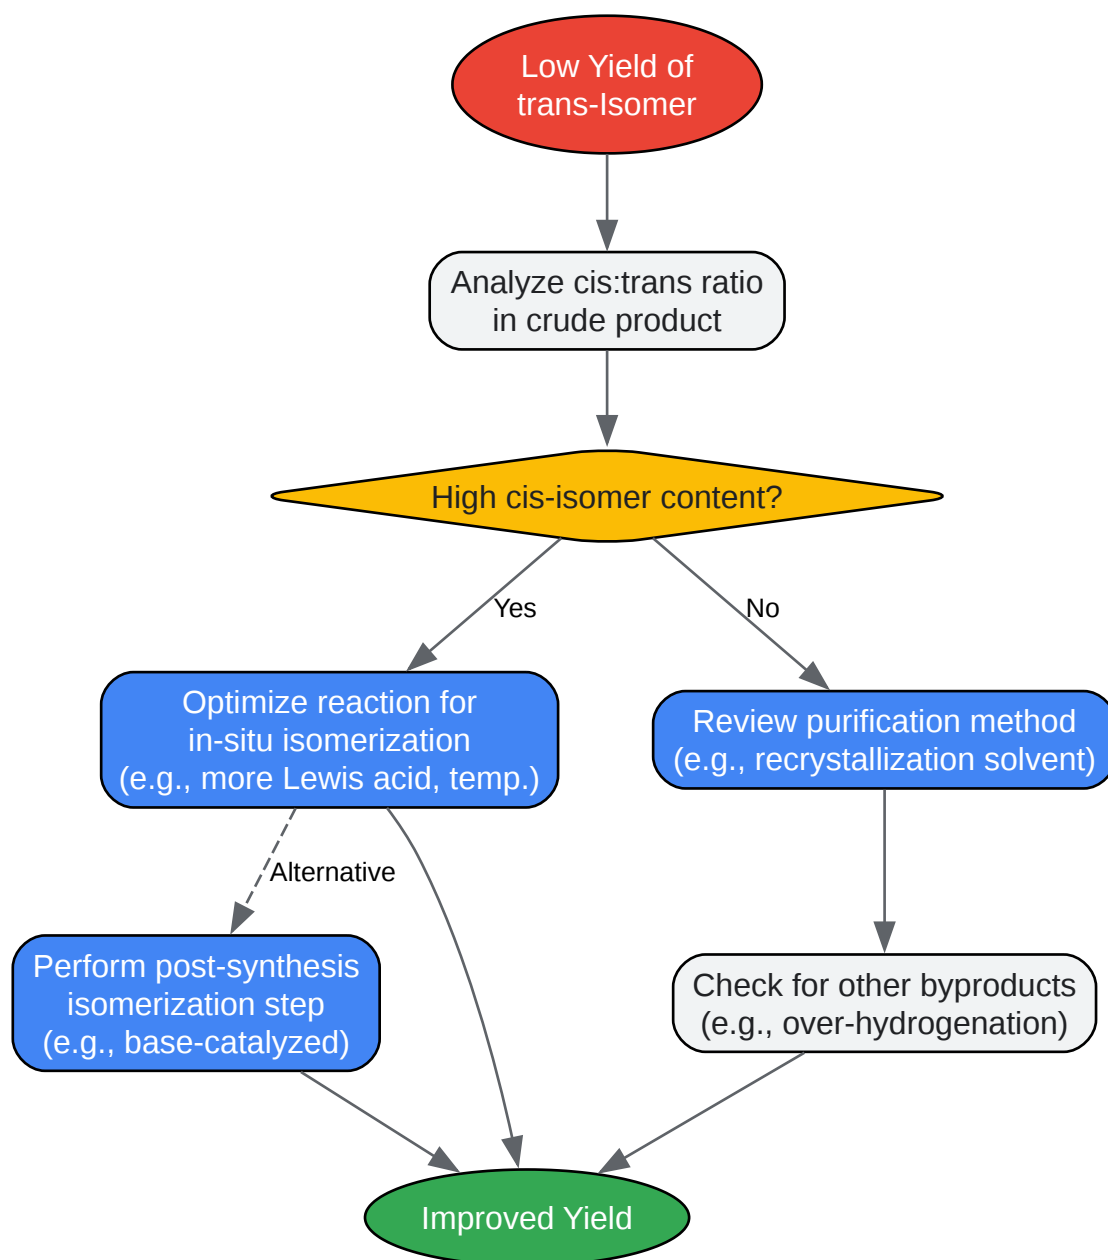 Low Yield of
trans-Isomer
Analyze cis:trans ratio
in crude product
High cis-isomer content?
Yes
No
Optimize reaction for
in-situ isomerization
(e.g., more Lewis acid, temp.)
Review purification method
(e.g., recrystallization solvent)
Alternative
Perform post-synthesis
isomerization step
(e.g., base-catalyzed)
Check for other byproducts
(e.g., over-hydrogenation)
Improved Yield